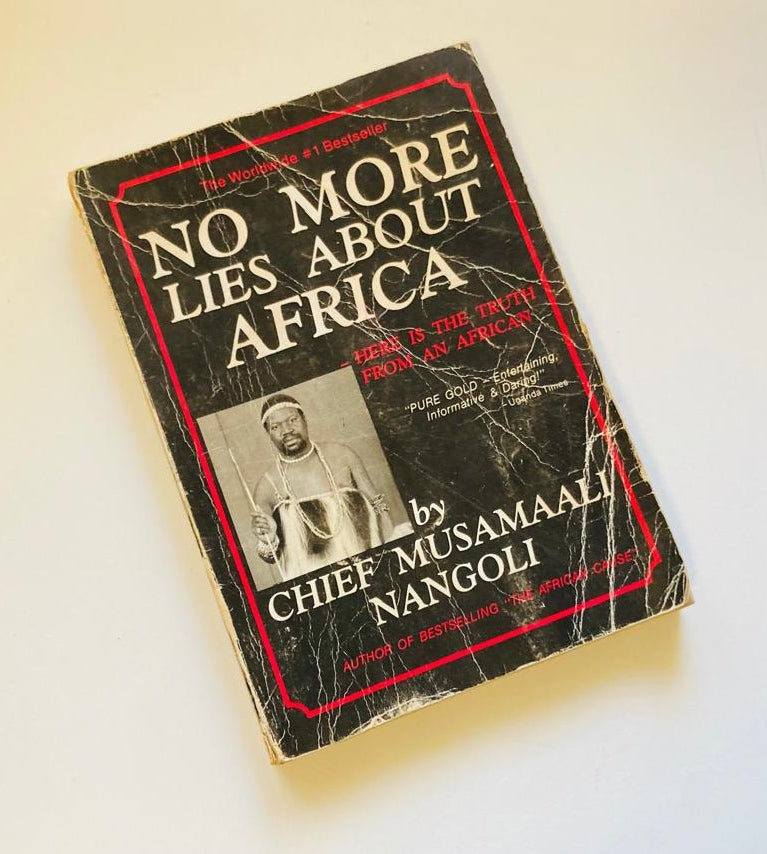 The Worldwide #1 Bestseller
NO MORE
LIES ABOUT
AFRICA
- HERE IS THE TRUTH
FROM AN AFRICAN
"PURE GOLD - Entertaining,
Informative & Daring!"
- Uganda Times
by
CHIEF MUSAMAALI
NANGOLI
AUTHOR OF BESTSELLING "THE AFRICAN CAUSE"